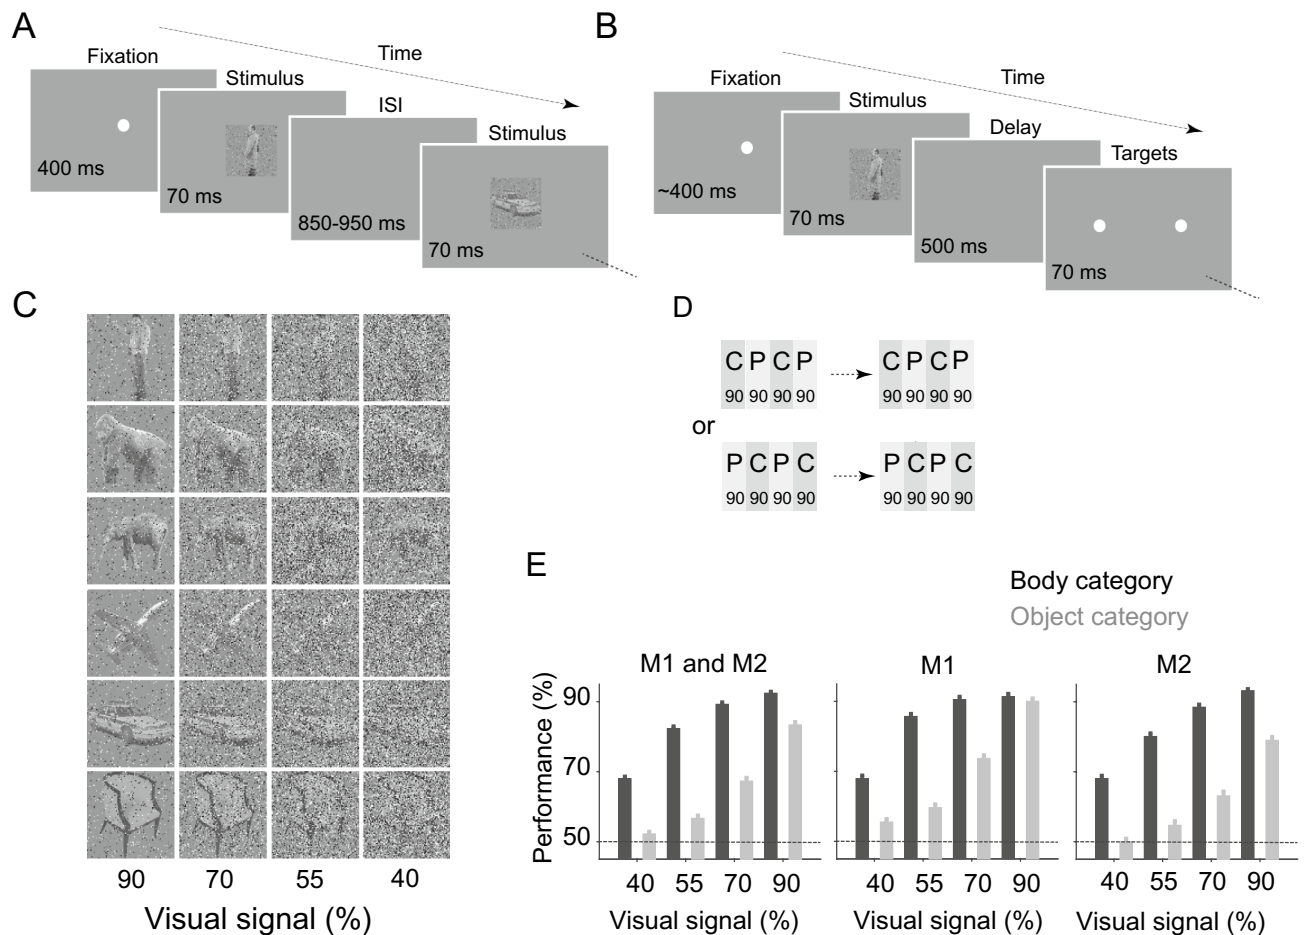 A
Fixation
Time
Stimulus
ISI
Stimulus
400 ms
70 ms
850-950 ms
70 ms
B
Fixation
Time
Stimulus
Delay
Targets
~400 ms
70 ms
500 ms
70 ms
C
90 70 55 40
Visual signal (%)
D
C P C P C P C P
90 90 90 90 90 90 90 90
or
P C P C P C P C
90 90 90 90 90 90 90 90
E
Body category
Object category
M1 and M2 M1 M2
Performance (%)
90
70
50
40 55 70 90 40 55 70 90 40 55 70 90
Visual signal (%) Visual signal (%) Visual signal (%)